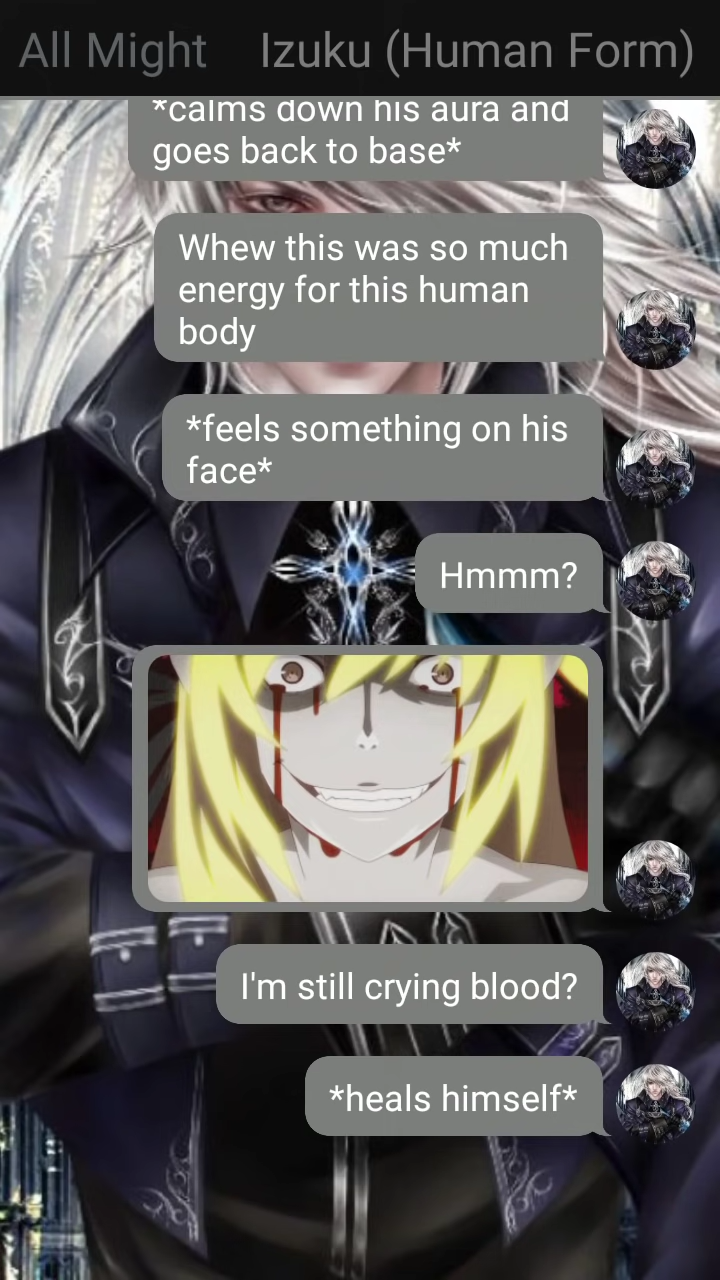 All Might Izuku (Human Form)
*calms down his aura and
goes back to base*
Whew this was so much
energy for this human
body
*feels something on his
face*
Hmmm?
I'm still crying blood?
*heals himself*